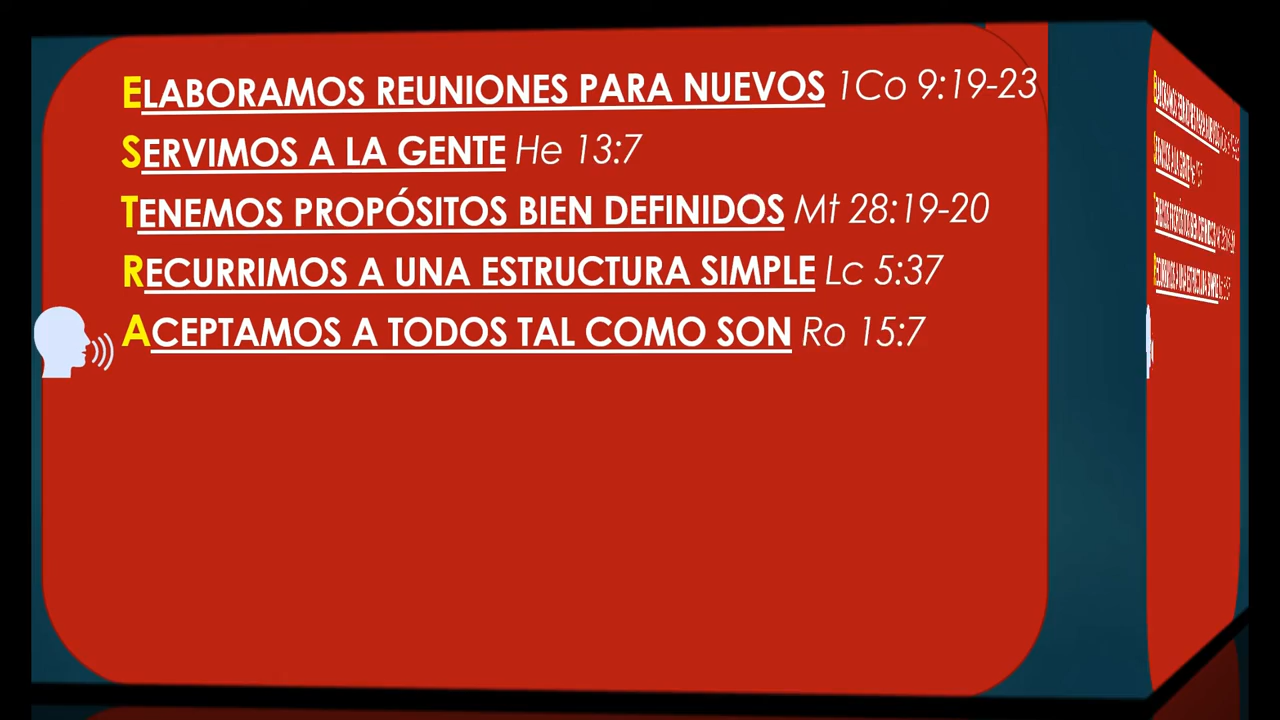 ELABORAMOS REUNIONES PARA NUEVOS 1Co 9:19-23
SERVIMOS A LA GENTE He 13:7
TENEMOS PROPÓSITOS BIEN DEFINIDOS Mt 28:19-20
RECURRIMOS A UNA ESTRUCTURA SIMPLE Lc 5:37
ACEPTAMOS A TODOS TAL COMO SON Ro 15:7